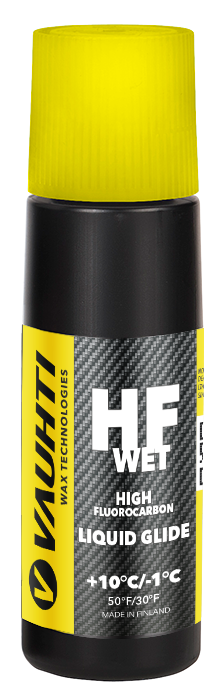 VAUHTI
WAX TECHNOLOGIES
HF
WET
HIGH
FLUOROCARBON
LIQUID GLIDE
+10°C/-1°C
50°F/30°F
MADE IN FINLAND